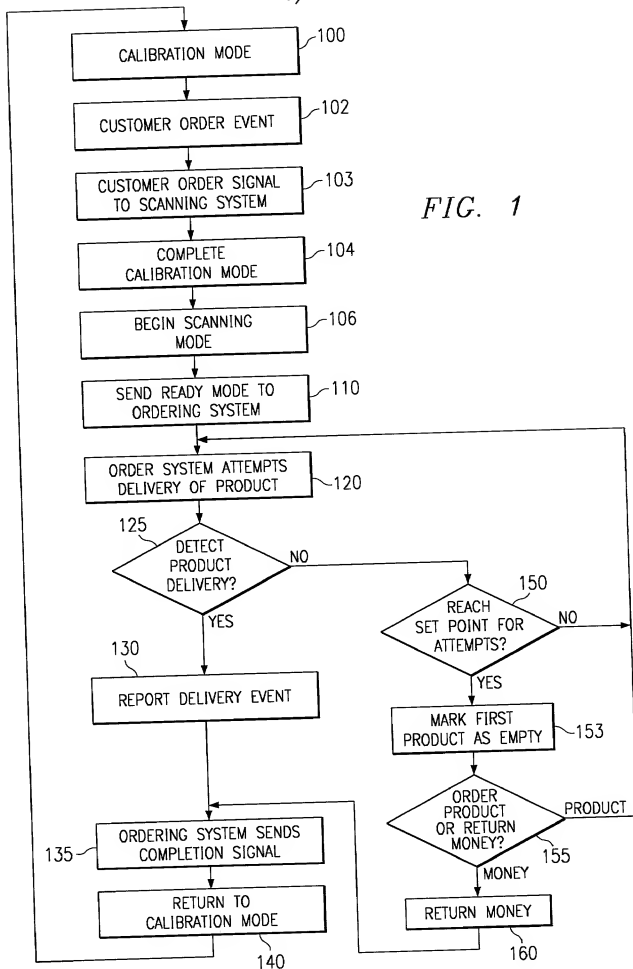 CALIBRATION MODE
100
CUSTOMER ORDER EVENT
102
CUSTOMER ORDER SIGNAL
TO SCANNING SYSTEM
103
FIG. 1
COMPLETE
CALIBRATION MODE
104
BEGIN SCANNING
MODE
106
SEND READY MODE TO
ORDERING SYSTEM
110
ORDER SYSTEM ATTEMPTS
DELIVERY OF PRODUCT
120
125
DETECT
PRODUCT
DELIVERY?
NO
YES
150
REACH
SET POINT FOR
ATTEMPTS?
NO
YES
130
REPORT DELIVERY EVENT
MARK FIRST
PRODUCT AS EMPTY
153
ORDER
PRODUCT
OR RETURN
MONEY?
PRODUCT
155
MONEY
135
ORDERING SYSTEM SENDS
COMPLETION SIGNAL
RETURN TO
CALIBRATION MODE
140
RETURN MONEY
160